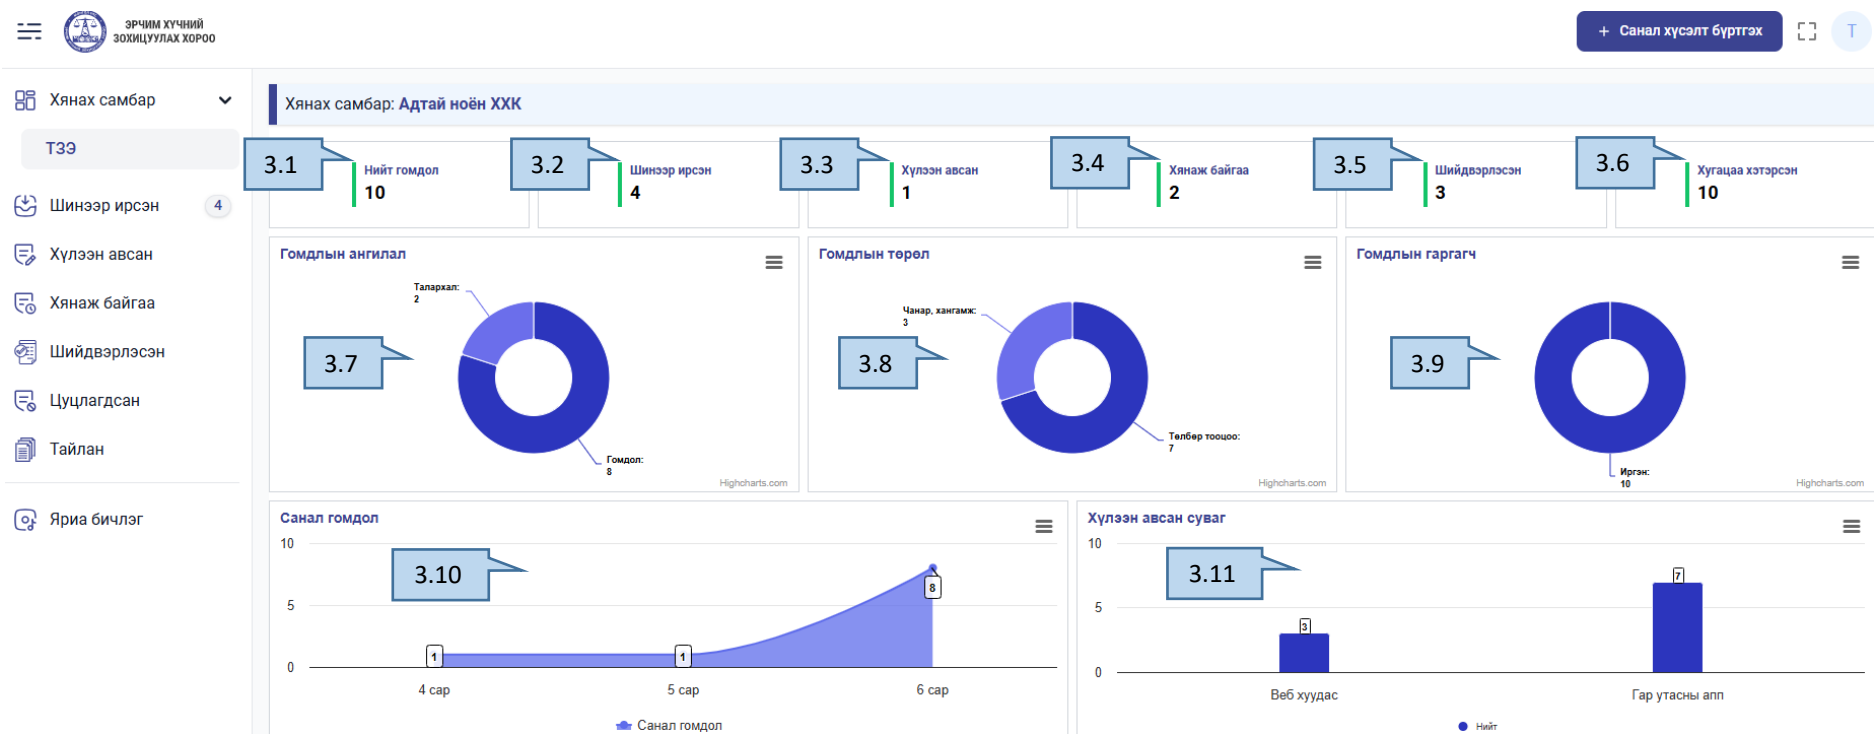 ЭРЧИМ ХҮЧНИЙ
ЗОХИЦУУЛАХ ХОРОО
+ Санал хүсэлт бүртгэх
T
Хянах самбар
ТЗЭ
Шинээр ирсэн 4
Хүлээн авсан
Хянаж байгаа
Шийдвэрлэсэн
Цуцлагдсан
Тайлан
Яриа бичлэг
Хянах самбар: Адтай ноён ХХК
3.1
Нийт гомдол
10
3.2
Шинээр ирсэн
4
3.3
Хүлээн авсан
1
3.4
Хянаж байгаа
2
3.5
Шийдвэрлэсэн
3
3.6
Хугацаа хэтэрсэн
10
Гомдлын ангилал
Талархал:
2
3.7
Гомдол:
8
Highcharts.com
Гомдлын төрөл
Чанар, хангамж:
3
3.8
Төлбөр тооцоо:
7
Highcharts.com
Гомдлын гаргагч
3.9
Иргэн:
10
Highcharts.com
Санал гомдол
10
3.10
5
0
1
1
8
4 сар
5 сар
6 сар
Санал гомдол
Хүлээн авсан суваг
10
3.11
5
0
3
7
Веб хуудас
Гар утасны апп
Нийт